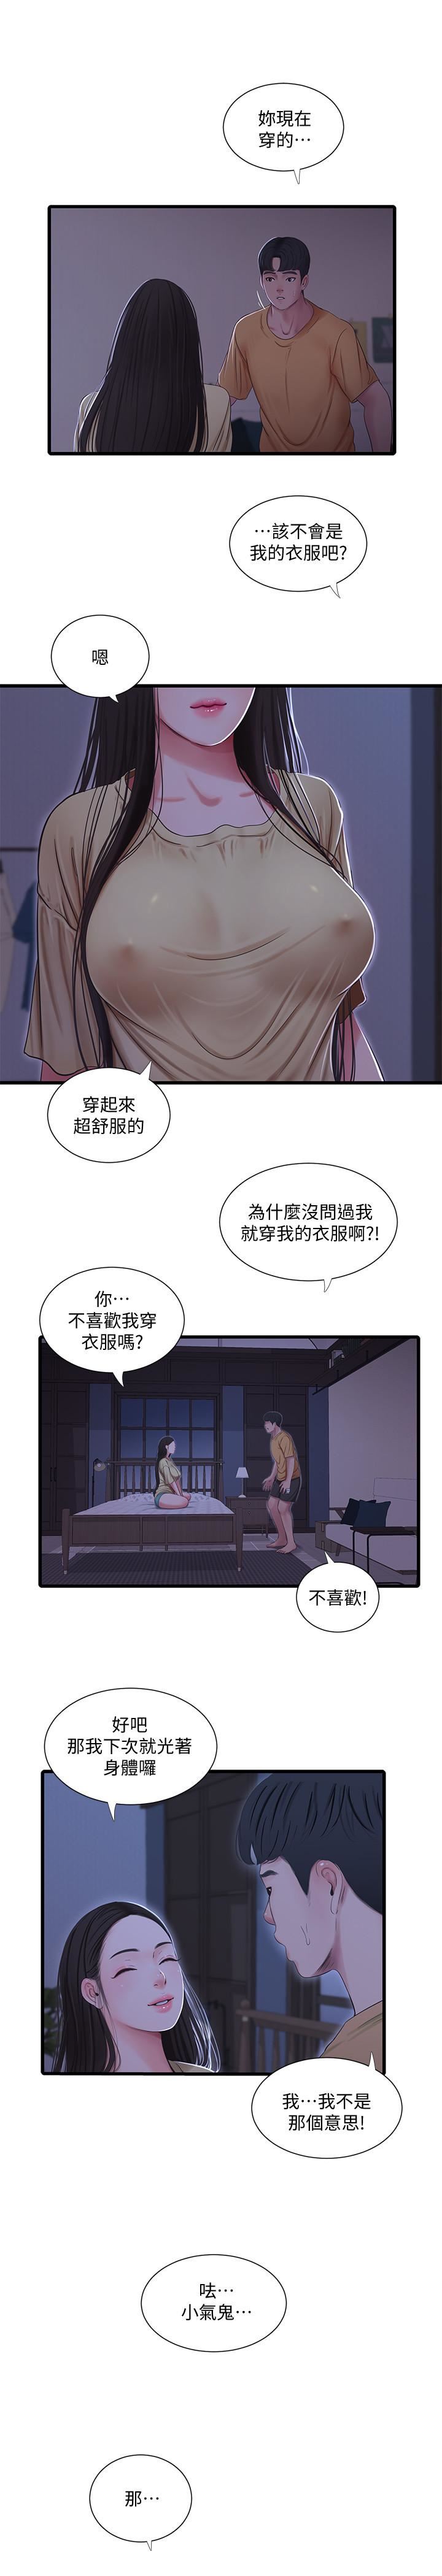 妳現在
穿的…
…該不會是
我的衣服吧?
嗯
穿起來
超舒服的
為什麼沒問過我
就穿我的衣服啊?!
你…
不喜歡我穿
衣服嗎?
不喜歡!
好吧
那我下次就光著
身體囉
我…我不是
那個意思!
呿…
小氣鬼…
那…